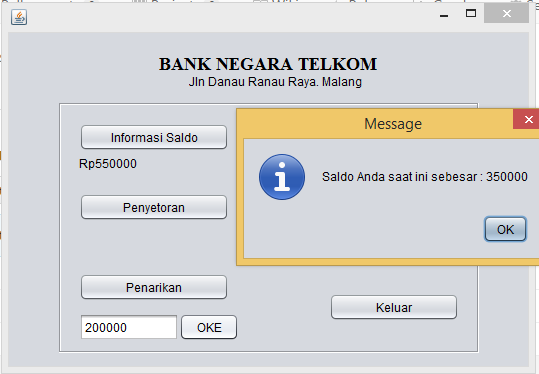 BANK NEGARA TELKOM
Jln Danau Ranau Raya. Malang
Informasi Saldo
Rp550000
Penyetoran
Penarikan
200000
OKE
Keluar
Message
Saldo Anda saat ini sebesar : 350000
OK